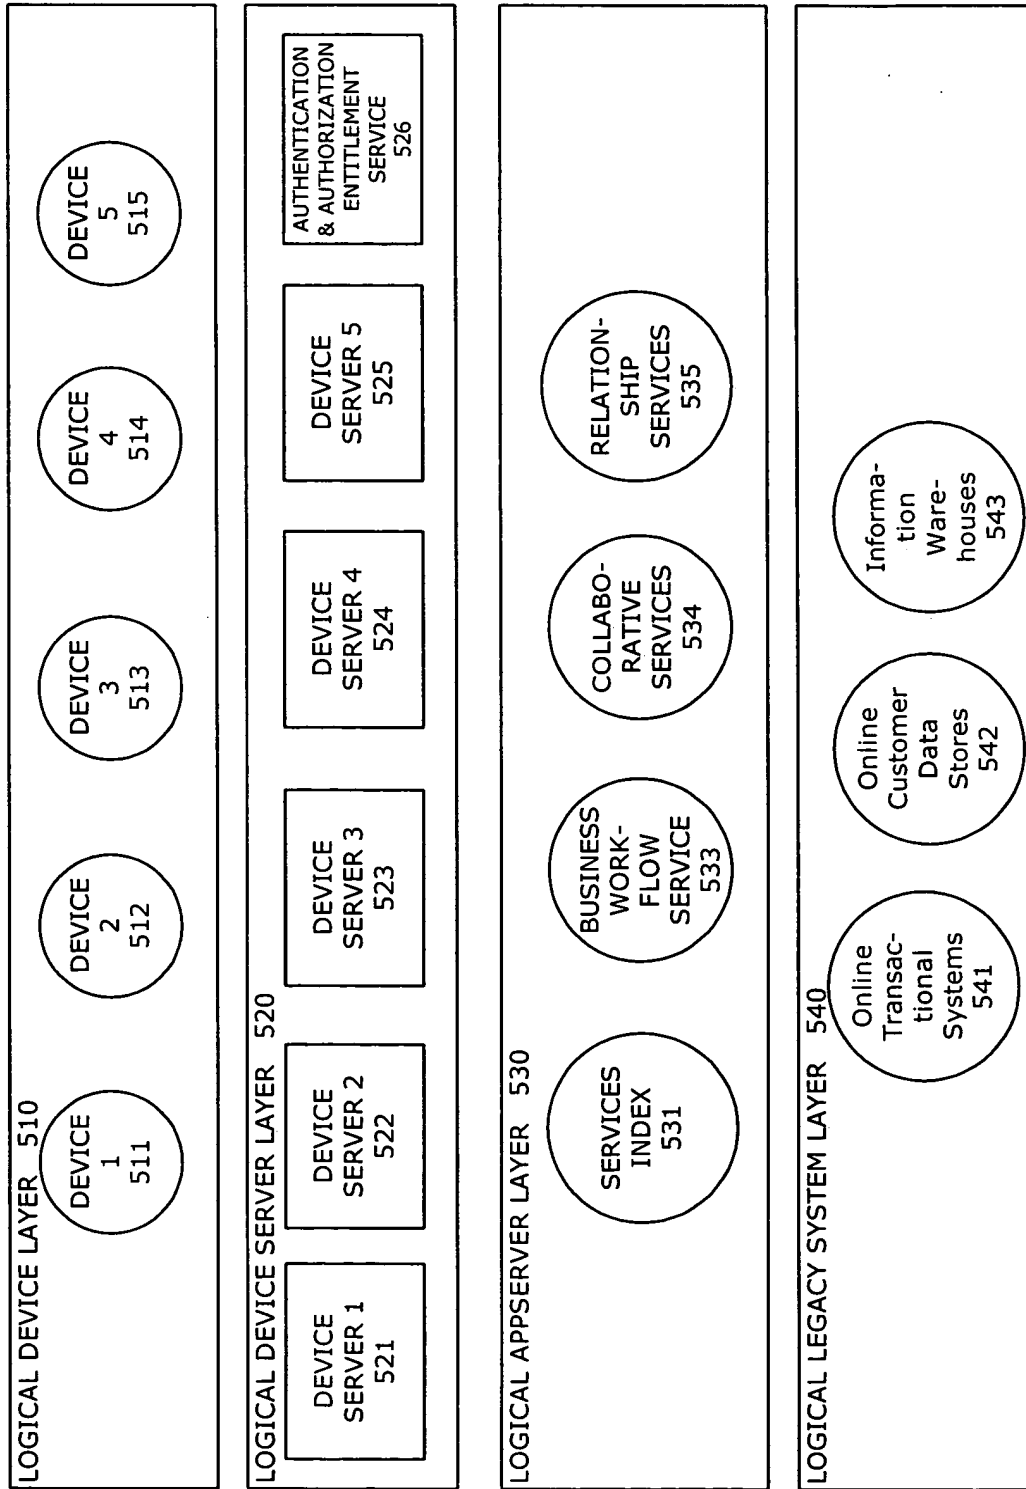 LOGICAL DEVICE LAYER 510
DEVICE
1
511
DEVICE
2
512
DEVICE
3
513
DEVICE
4
514
DEVICE
5
515
LOGICAL DEVICE SERVER LAYER 520
DEVICE
SERVER 1
521
DEVICE
SERVER 2
522
DEVICE
SERVER 3
523
DEVICE
SERVER 4
524
DEVICE
SERVER 5
525
AUTHENTICATION
& AUTHORIZATION
ENTITLEMENT
SERVICE
526
LOGICAL APPSERVER LAYER 530
SERVICES
INDEX
531
BUSINESS
WORK-
FLOW
SERVICE
533
COLLABO-
RATIVE
SERVICES
534
RELATION-
SHIP
SERVICES
535
LOGICAL LEGACY SYSTEM LAYER 540
Online
Transac-
tional
Systems
541
Online
Customer
Data
Stores
542
Informa-
tion
Ware-
houses
543